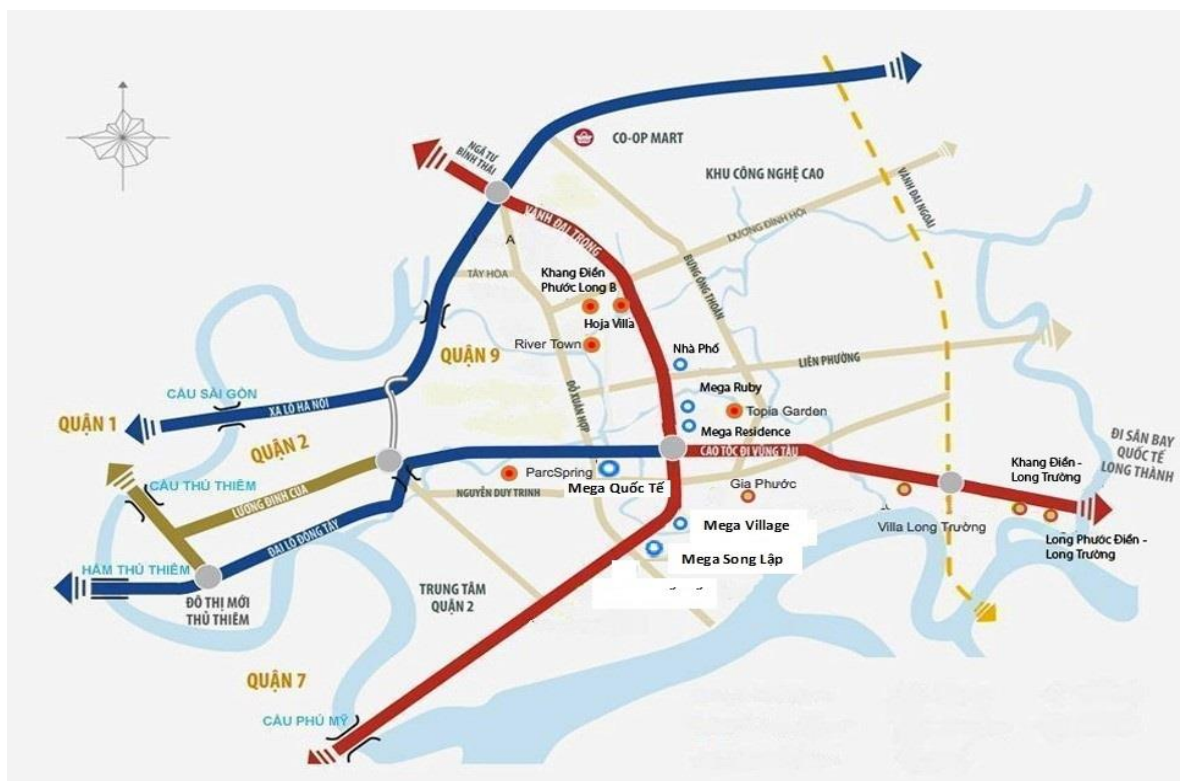 CO-OP MART
NGÃ TƯ
BÌNH THÁI
KHU CÔNG NGHỆ CAO
VÀNH ĐAI NGOÀI
VÀNH ĐAI TRONG
DƯƠNG ĐÌNH HỘI
A
TÂY HÒA
BƯNG ÔNG THOÀN
Khang Điền
Phước Long B
Hoja Villa
River Town
QUẬN 9
Nhà Phố
LIÊN PHƯỜNG
ĐỖ XUÂN HỢP
Mega Ruby
Topia Garden
Mega Residence
CẦU SÀI GÒN
XA LỘ HÀ NỘI
QUẬN 1
QUẬN 2
CAO TỐC ĐI VŨNG TÀU
ĐI SÂN BAY
QUỐC TẾ
LONG THÀNH
Khang Điền -
Long Trường
ParcSpring
Mega Quốc Tế
Gia Phước
CẦU THỦ THIÊM
LƯƠNG ĐỊNH CỦA
NGUYỄN DUY TRINH
Mega Village
Villa Long Trường
Long Phước Điền -
Long Trường
ĐẠI LỘ ĐÔNG TÂY
Mega Song Lập
HẦM THỦ THIÊM
ĐÔ THỊ MỚI
THỦ THIÊM
TRUNG TÂM
QUẬN 2
QUẬN 7
CẦU PHÚ MỸ